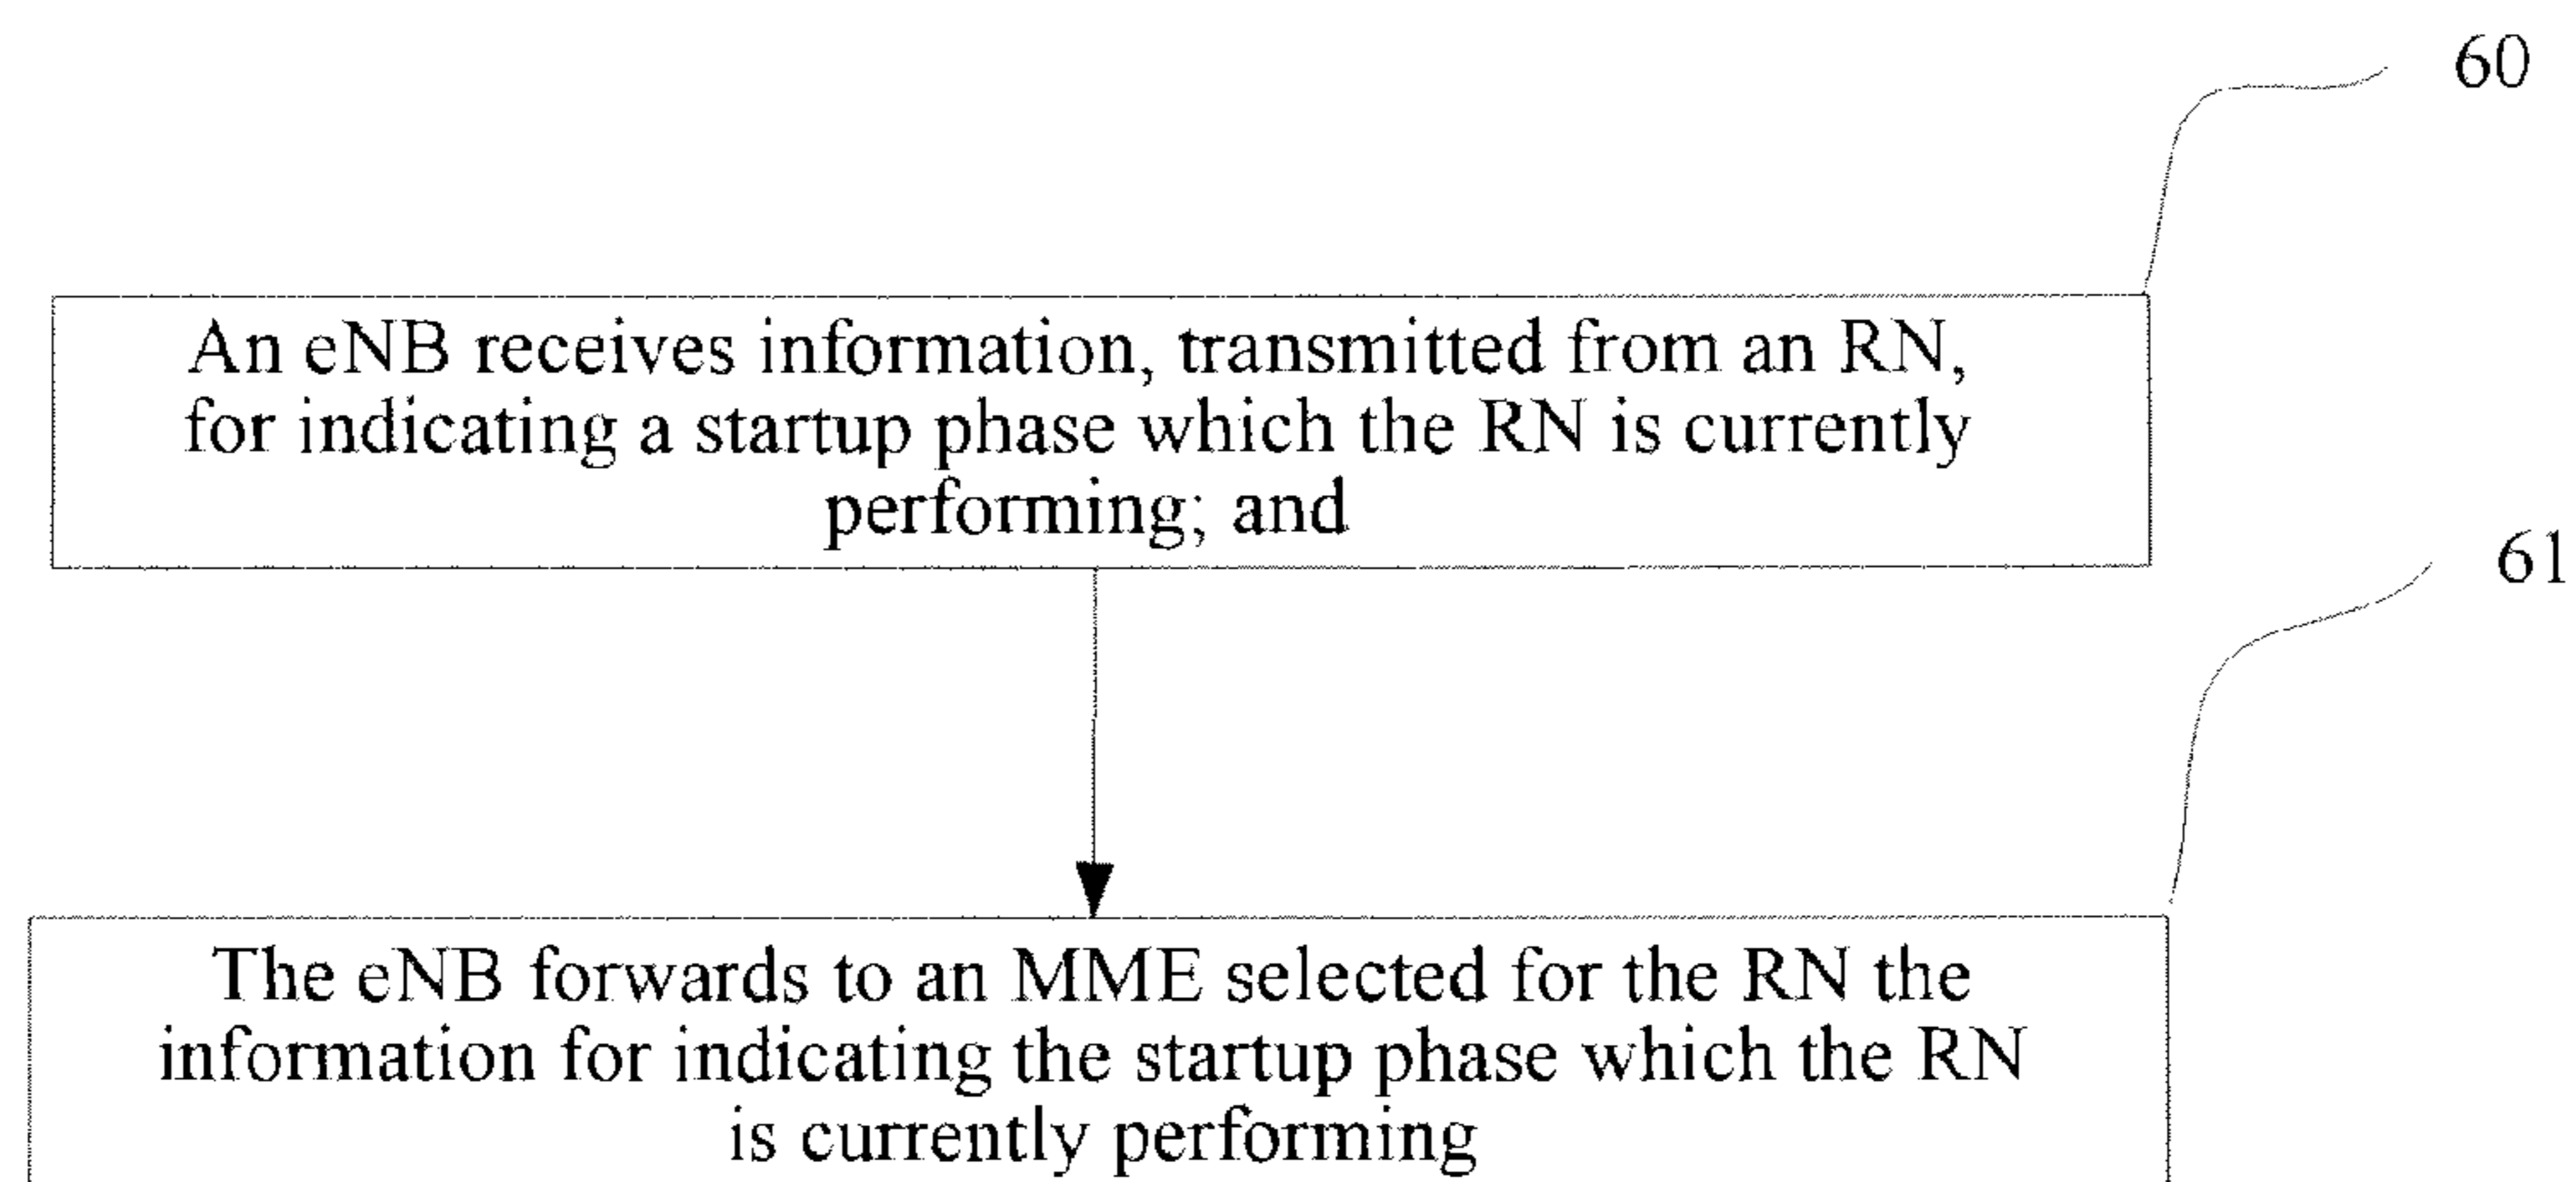 60
An eNB receives information, transmitted from an RN,
for indicating a startup phase which the RN is currently
performing; and
61
The eNB forwards to an MME selected for the RN the
information for indicating the startup phase which the RN
is currently performing